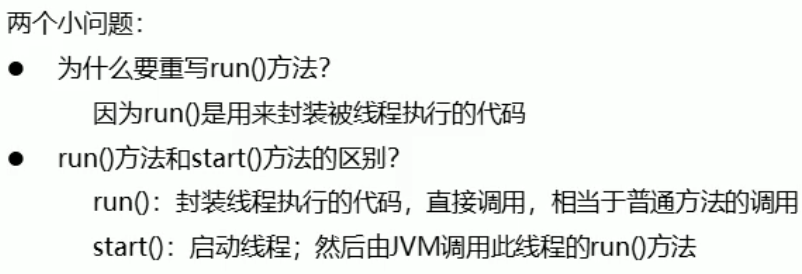 两个小问题：
● 为什么要重写run()方法？
因为run()是用来封装被线程执行的代码
● run()方法和start()方法的区别？
run()：封装线程执行的代码，直接调用，相当于普通方法的调用
start()：启动线程；然后由JVM调用此线程的run()方法